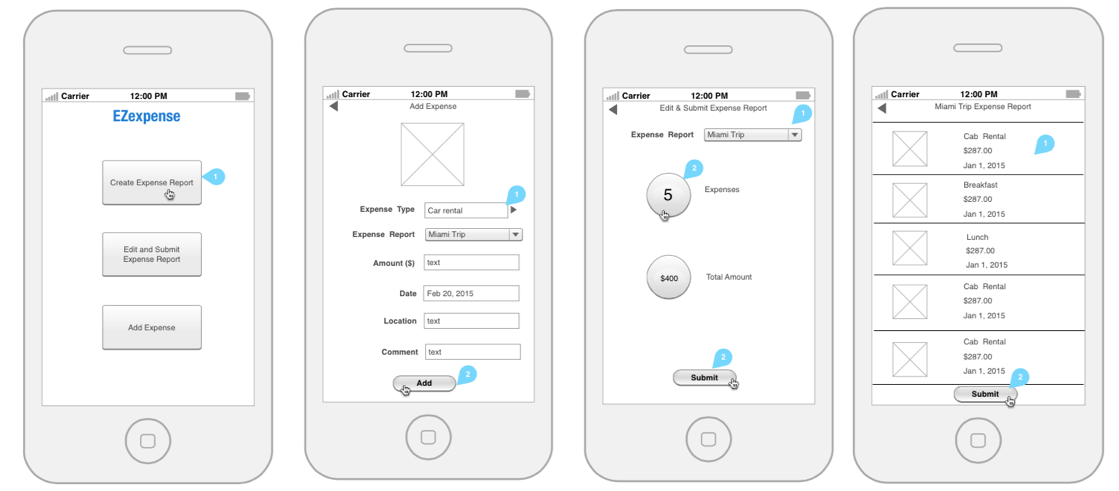 Carrier 12:00 PM
EZexpense
Create Expense Report
1
Edit and Submit
Expense Report
Add Expense
Carrier 12:00 PM
Add Expense
1
Expense Type Car rental
Expense Report Miami Trip
Amount ($) text
Date Feb 20, 2015
Location text
Comment text
Add
2
Carrier 12:00 PM
Edit & Submit Expense Report
1
Expense Report Miami Trip
2
5 Expenses
$400 Total Amount
2
Submit
Carrier 12:00 PM
Miami Trip Expense Report
Cab Rental
1
$287.00
Jan 1, 2015
Breakfast
$287.00
Jan 1, 2015
Lunch
$287.00
Jan 1, 2015
Cab Rental
$287.00
Jan 1, 2015
Cab Rental
$287.00
Jan 1, 2015
2
Submit